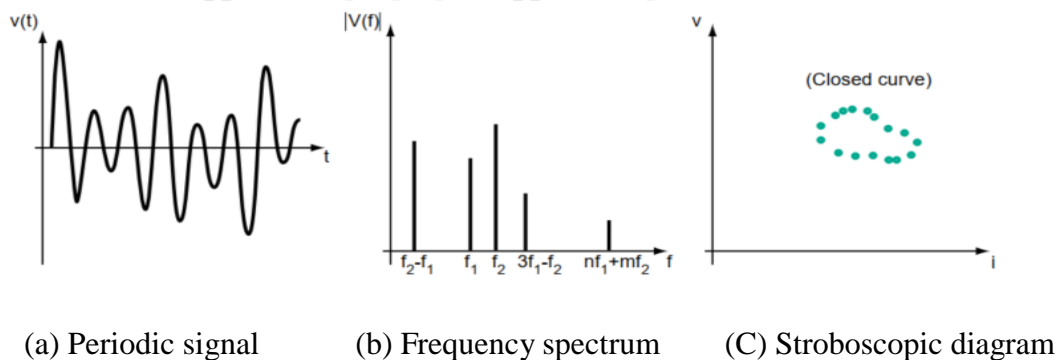 v(t)
t
(a) Periodic signal
|V(f)|
f₂-f₁
f₁
f₂
3f₁-f₂
nf₁+mf₂
f
(b) Frequency spectrum
v
(Closed curve)
i
(C) Stroboscopic diagram